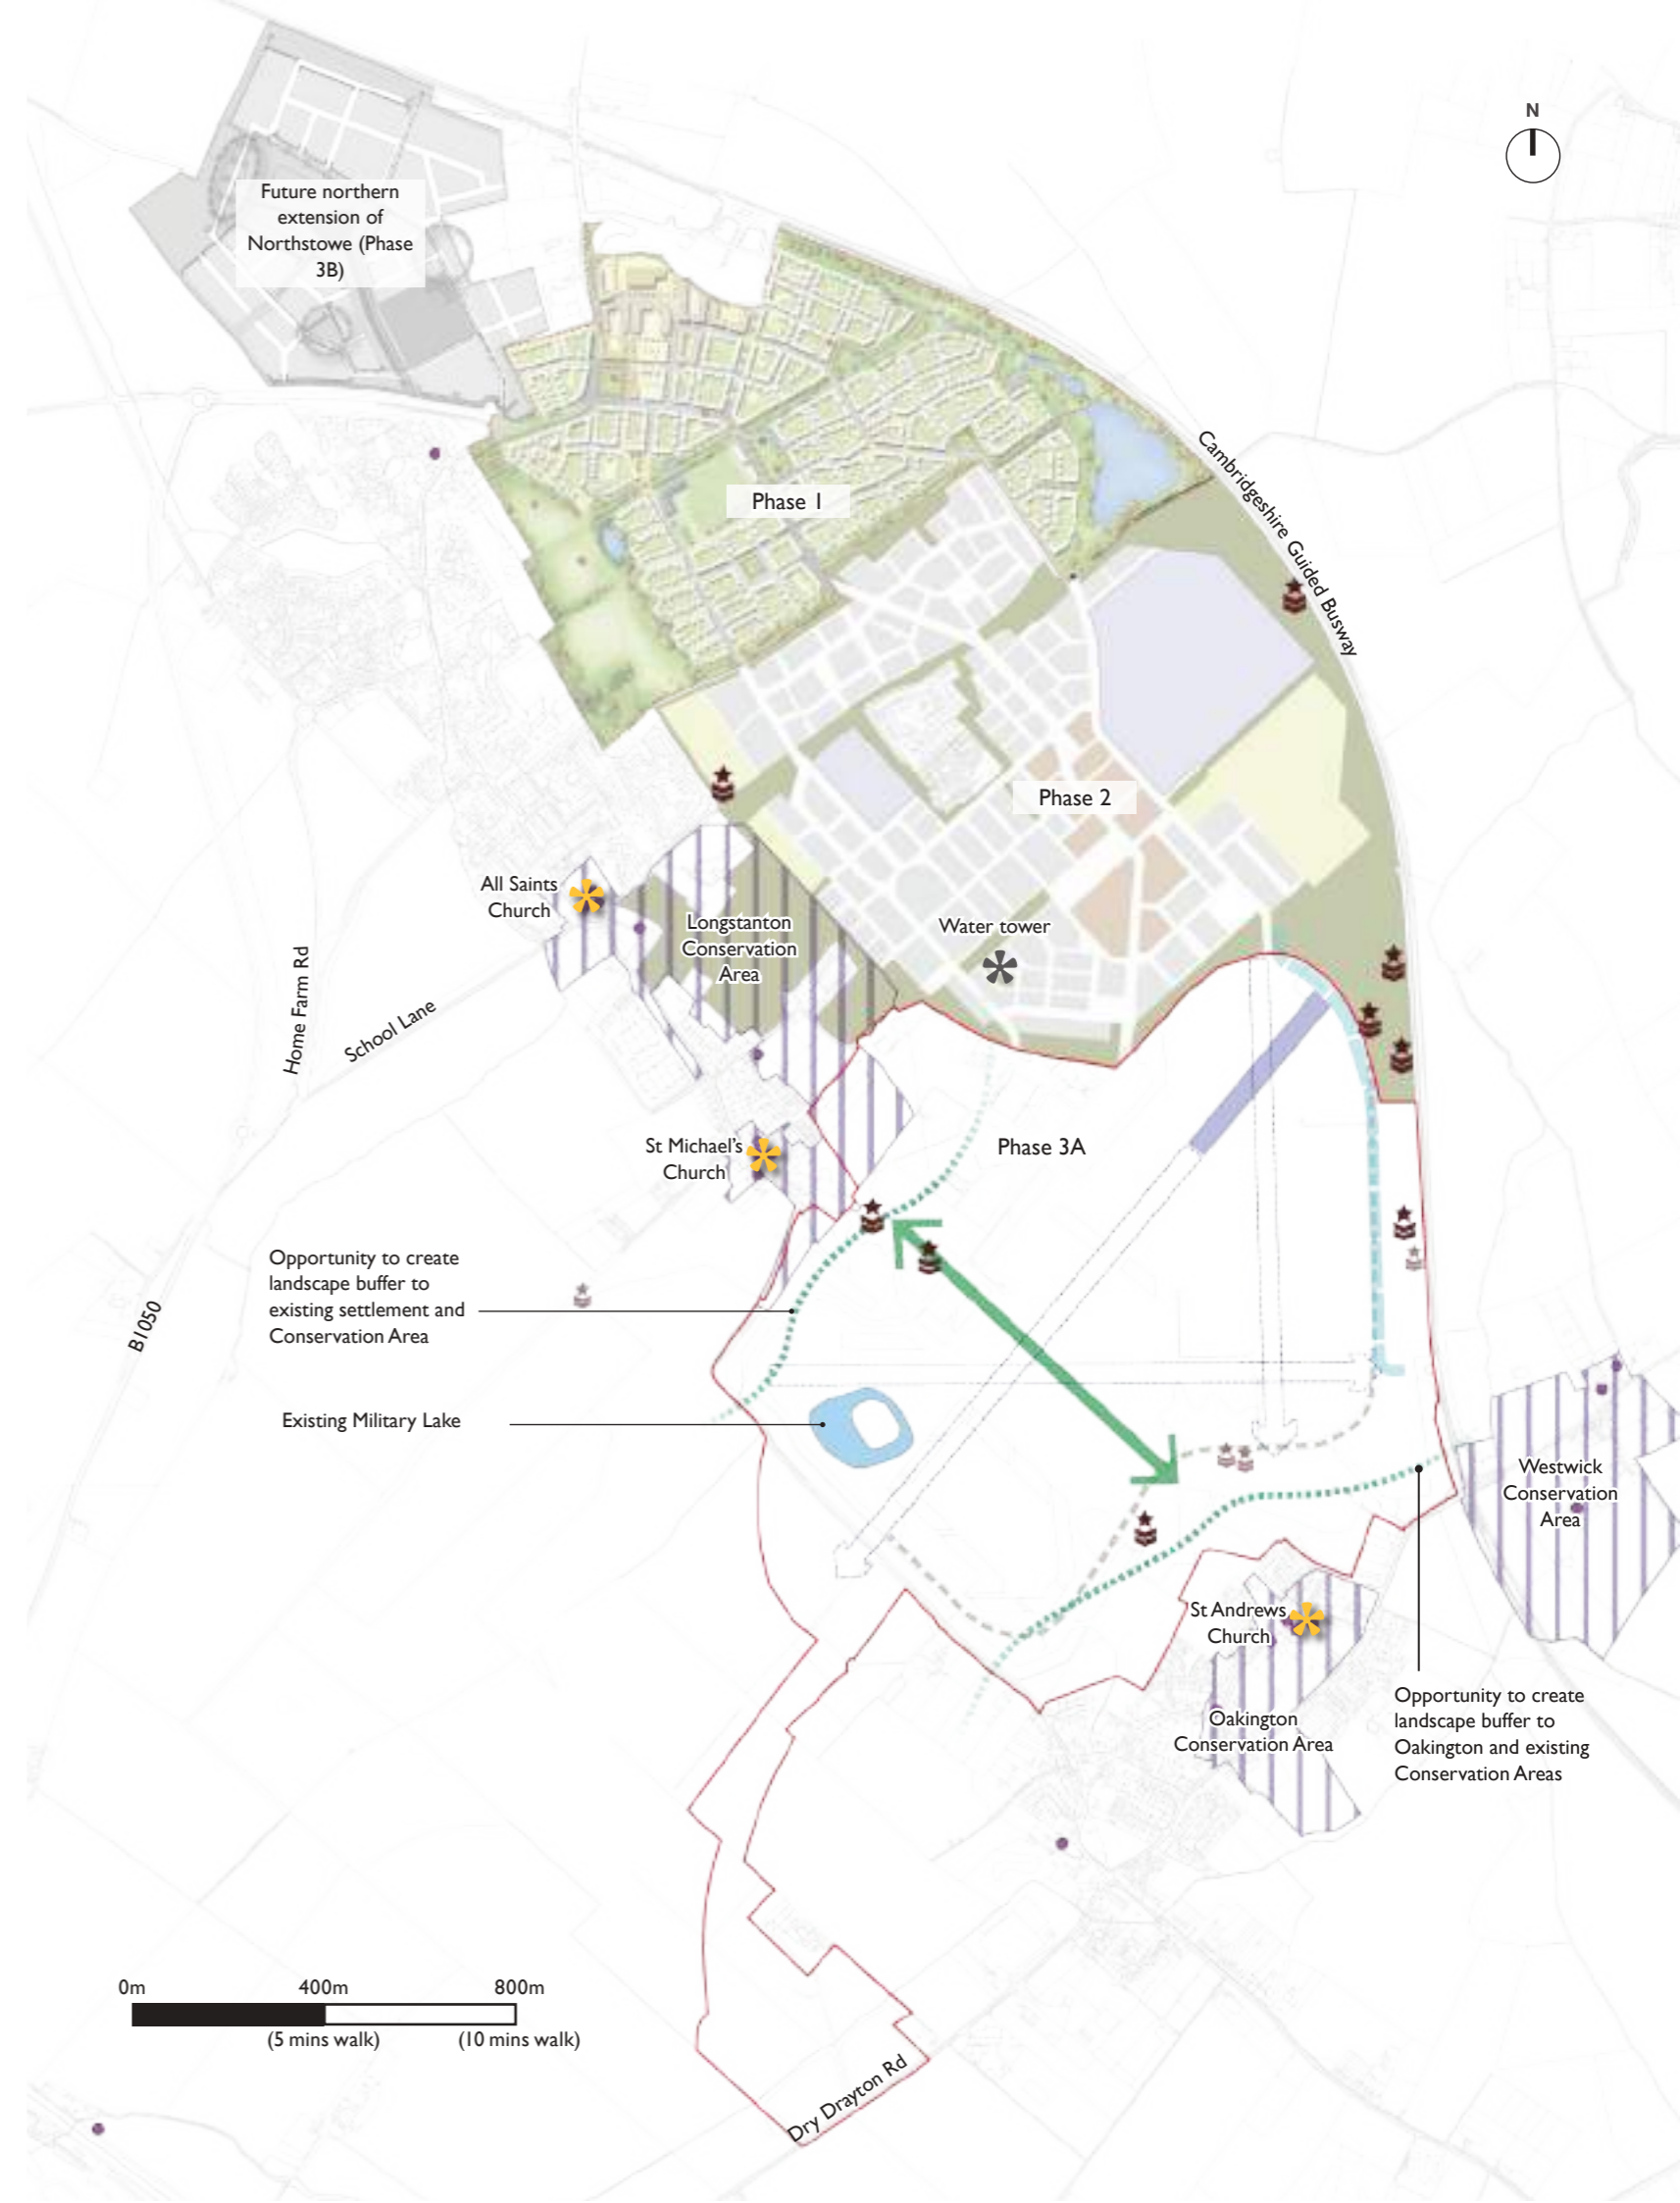 N
Future northern
extension of
Northstowe (Phase
3B)
Cambridgeshire Guided Busway
Phase 1
Phase 2
All Saints
Church
Longstanton
Conservation
Area
Water tower
Home Farm Rd
School Lane
St Michael's
Church
Phase 3A
Opportunity to create
landscape buffer to
existing settlement and
Conservation Area
B1050
Existing Military Lake
Westwick
Conservation
Area
St Andrews
Church
Oakington
Conservation Area
Opportunity to create
landscape buffer to
Oakington and existing
Conservation Areas
0m 400m 800m
(5 mins walk) (10 mins walk)
Dry Drayton Rd